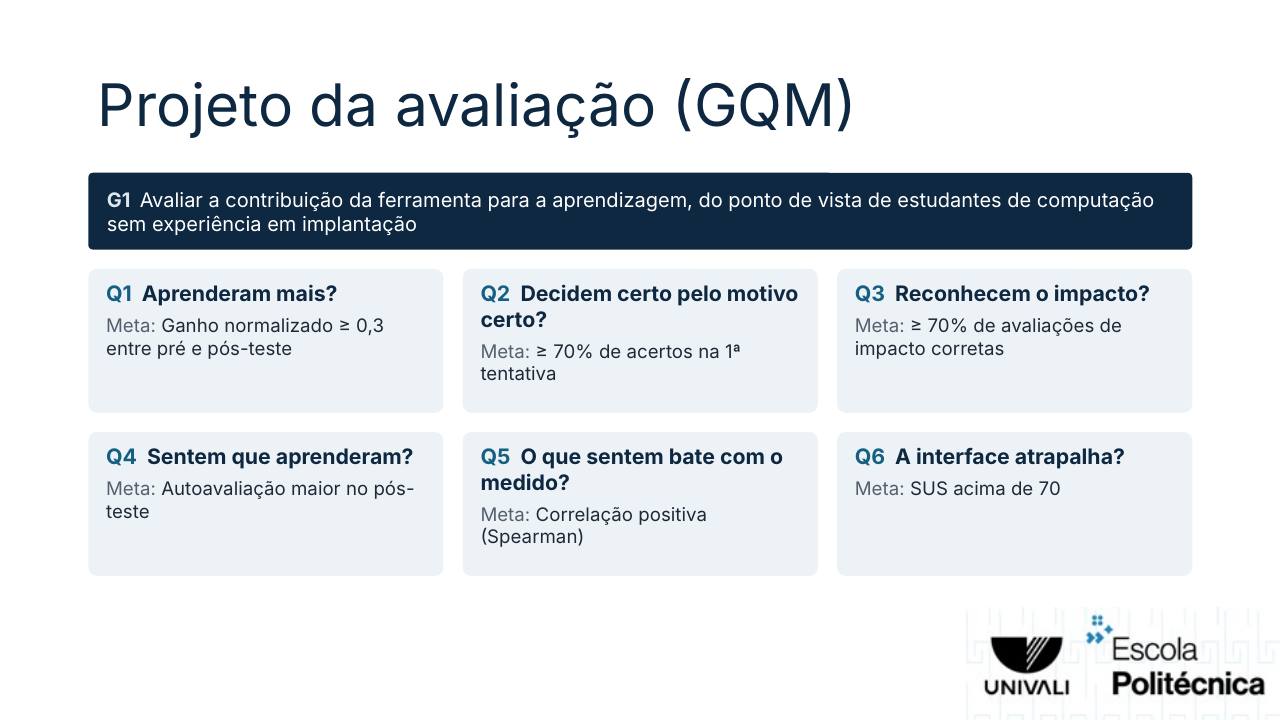 Projeto da avaliação (GQM)
G1 Avaliar a contribuição da ferramenta para a aprendizagem, do ponto de vista de estudantes de computação
sem experiência em implantação
Q1 Aprenderam mais?
Meta: Ganho normalizado ≥ 0,3
entre pré e pós-teste
Q2 Decidem certo pelo motivo
certo?
Meta: ≥ 70% de acertos na 1ª
tentativa
Q3 Reconhecem o impacto?
Meta: ≥ 70% de avaliações de
impacto corretas
Q4 Sentem que aprenderam?
Meta: Autoavaliação maior no pós-
teste
Q5 O que sentem bate com o
medido?
Meta: Correlação positiva
(Spearman)
Q6 A interface atrapalha?
Meta: SUS acima de 70
UNIVALI
Escola
Politécnica